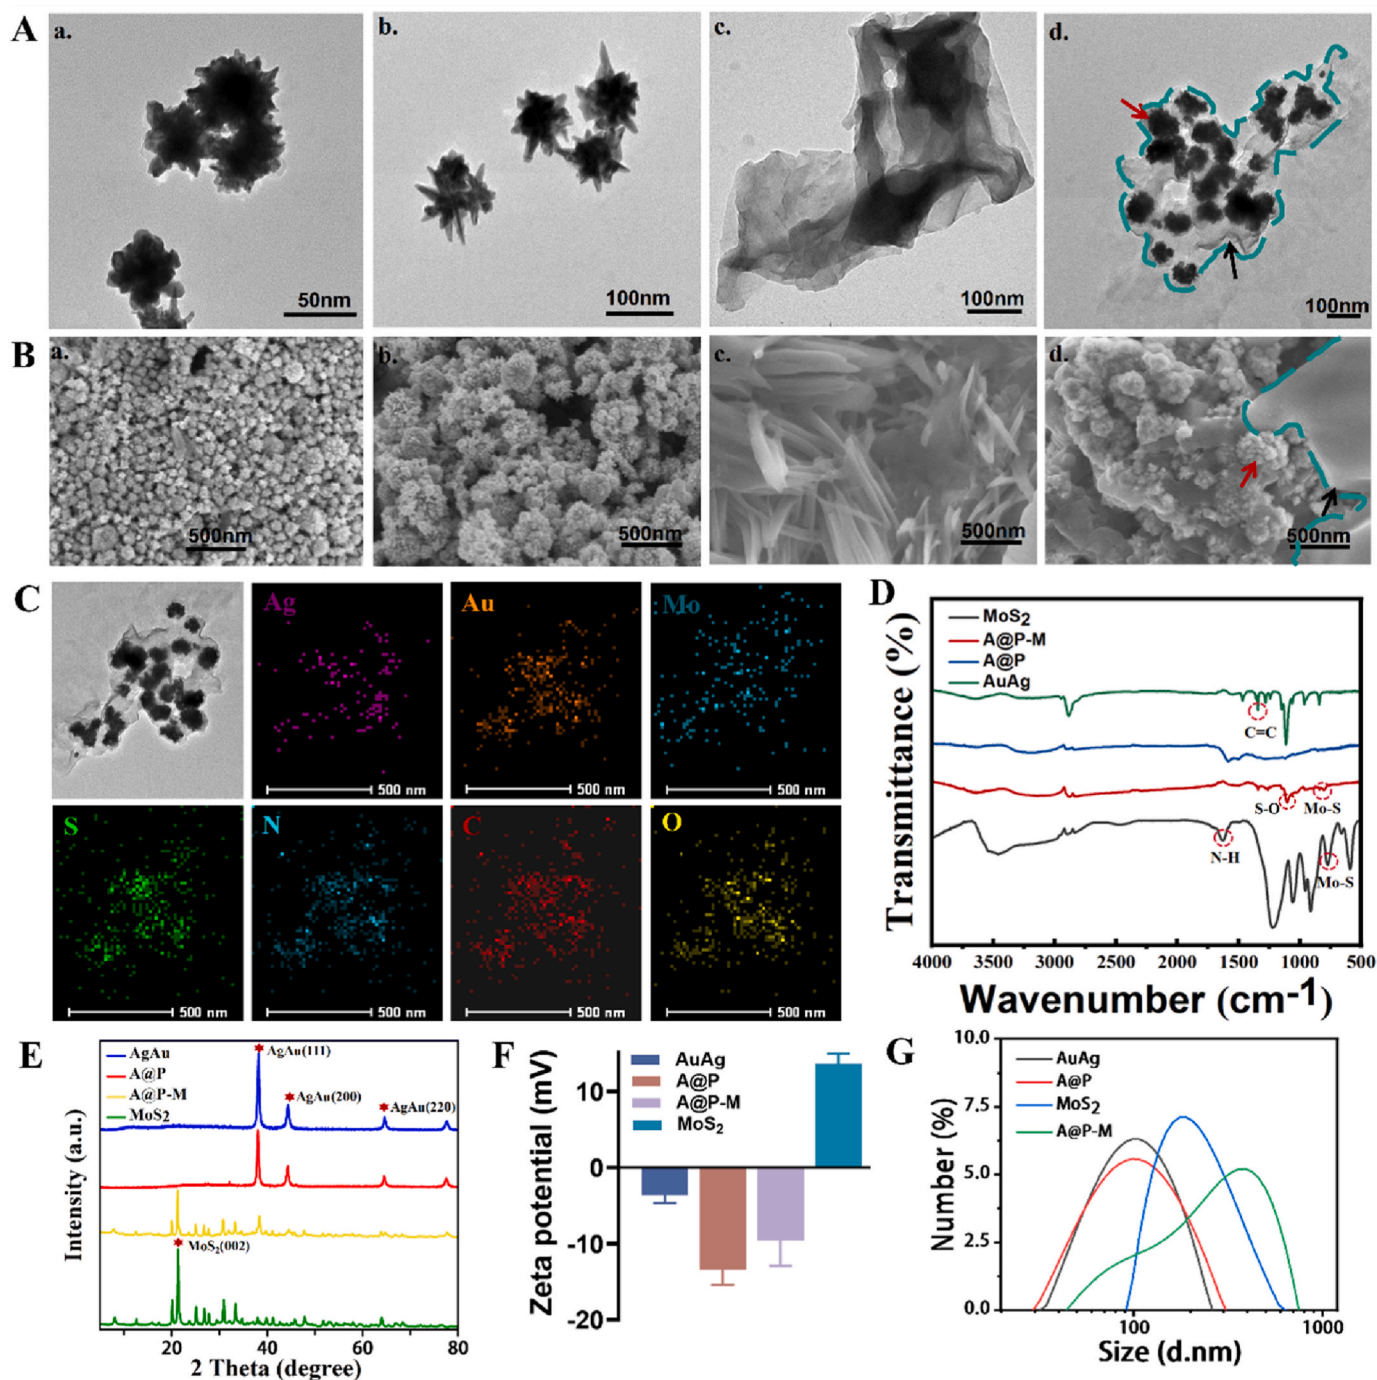 A
a.
50nm
b.
100nm
c.
100nm
d.
100nm
B
a.
500nm
b.
500nm
c.
500nm
d.
500nm
C
Ag
500 nm
Au
500 nm
Mo
500 nm
S
500 nm
N
500 nm
C
500 nm
O
500 nm
D
Transmittance (%)
MoS2
A@P-M
A@P
AuAg
C=C
S-O
Mo-S
N-H
Mo-S
4000 3500 3000 2500 2000 1500 1000 500
Wavenumber (cm-1)
E
Intensity (a.u.)
AgAu
A@P
A@P-M
MoS2
AgAu(111)
AgAu(200)
AgAu(220)
MoS2(002)
20 40 60 80
2 Theta (degree)
F
Zeta potential (mV)
10
0
-10
-20
AuAg
A@P
A@P-M
MoS2
G
Number (%)
10.0
7.5
5.0
2.5
0.0
AuAg
A@P
MoS2
A@P-M
100 1000
Size (d.nm)